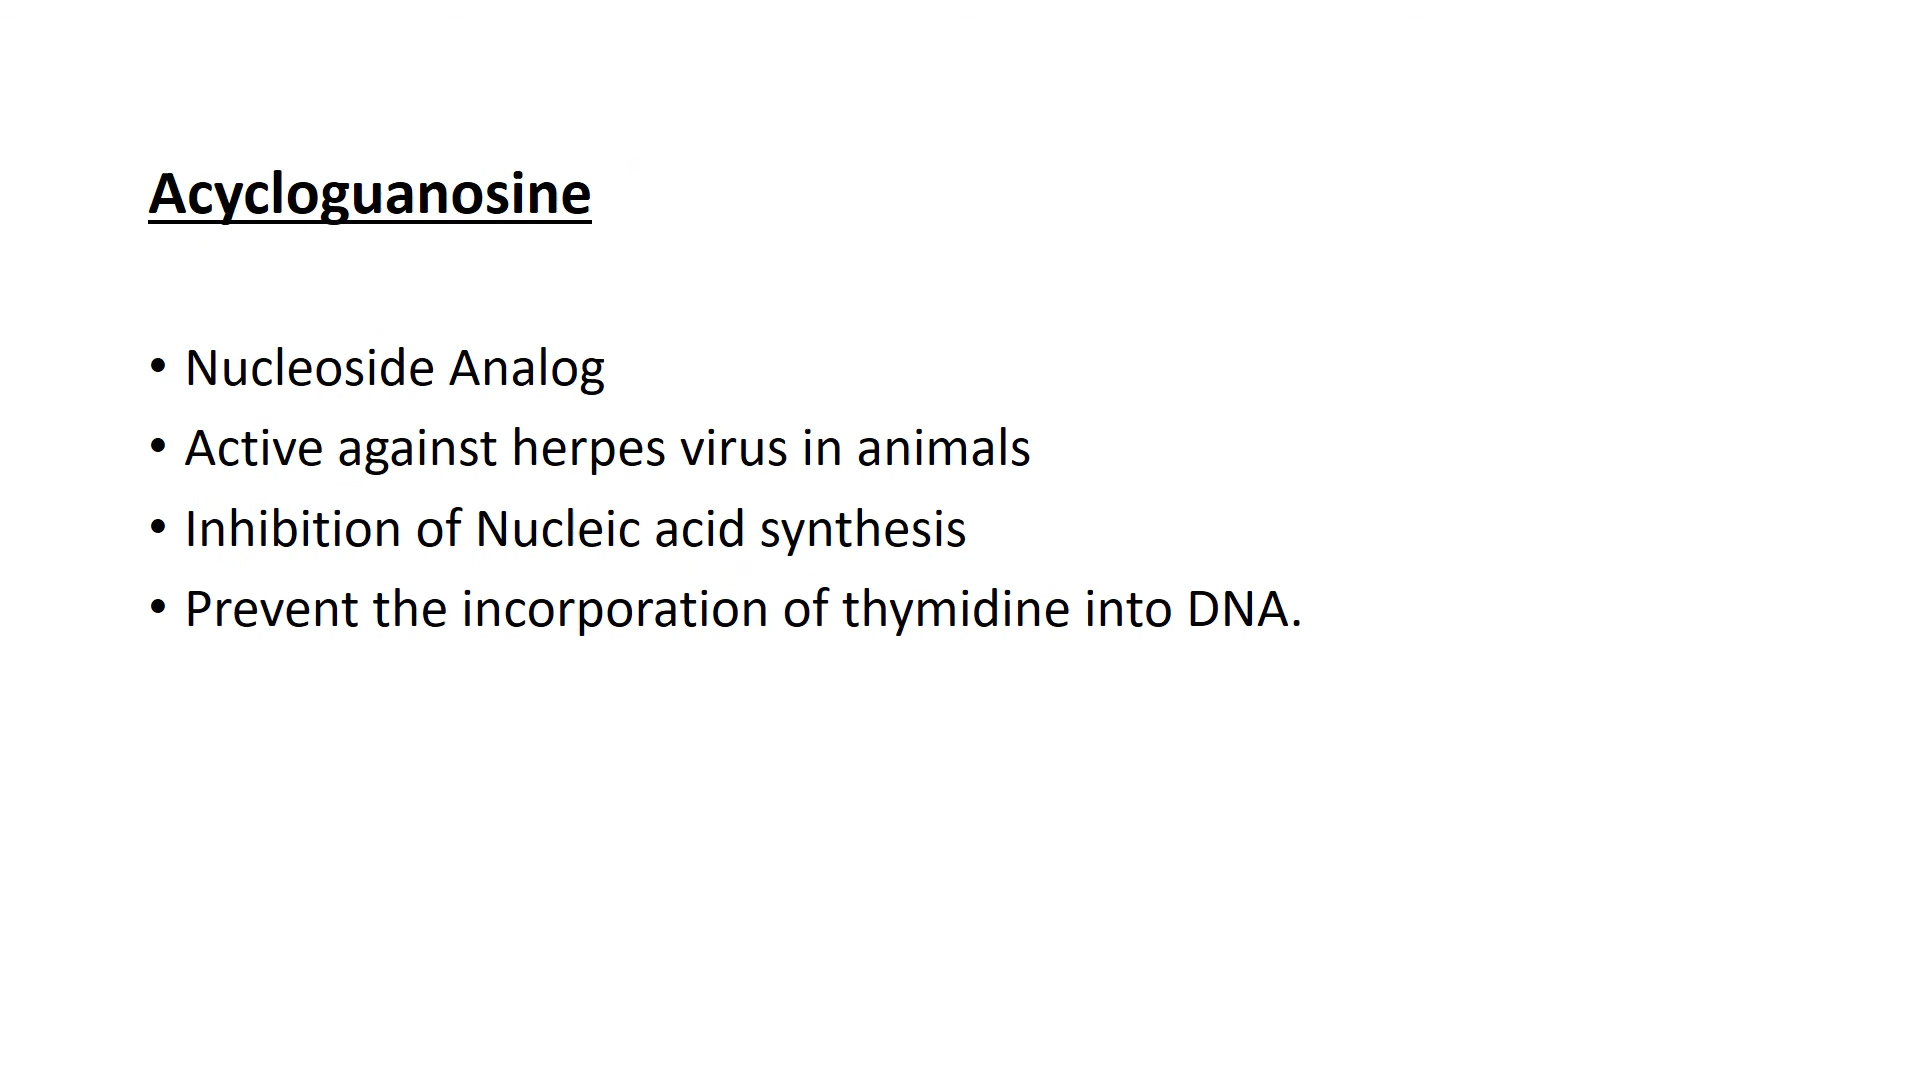 Acycloguanosine
• Nucleoside Analog
• Active against herpes virus in animals
• Inhibition of Nucleic acid synthesis
• Prevent the incorporation of thymidine into DNA.